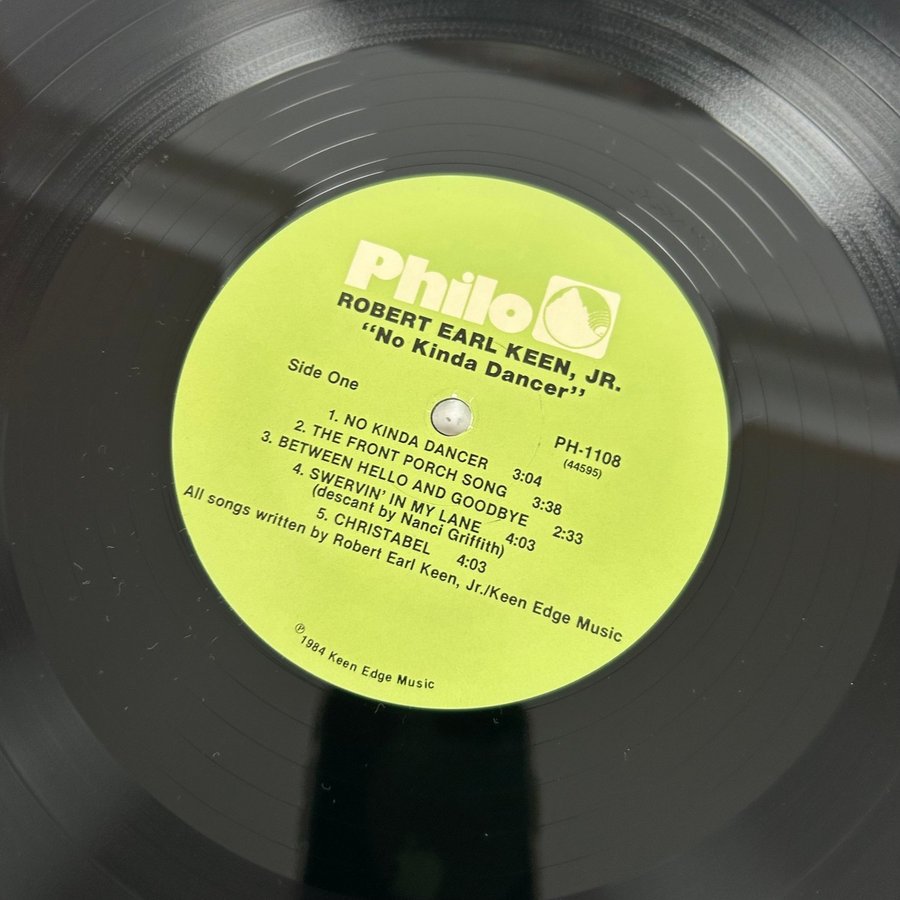 Philo
ROBERT EARL KEEN, JR.
“No Kinda Dancer”
Side One
PH-1108
(44595)
1. NO KINDA DANCER 3:04
2. THE FRONT PORCH SONG 3:38
3. BETWEEN HELLO AND GOODBYE 2:33
4. SWERVIN' IN MY LANE 4:03
(descant by Nanci Griffith)
5. CHRISTABEL 4:03
All songs written by Robert Earl Keen, Jr./Keen Edge Music
℗ 1984 Keen Edge Music